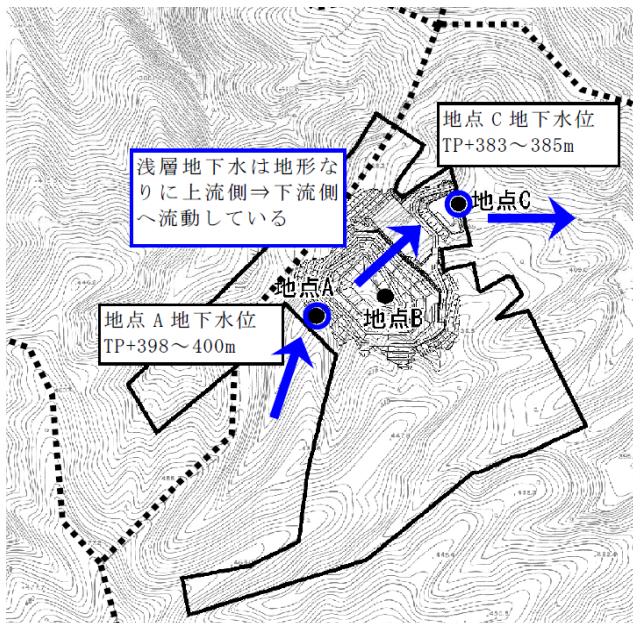 地点 C 地下水位
TP+383～385m
浅層地下水は地形な
りに上流側⇒下流側
へ流動している
地点C
地点A
地点B
地点 A 地下水位
TP+398～400m